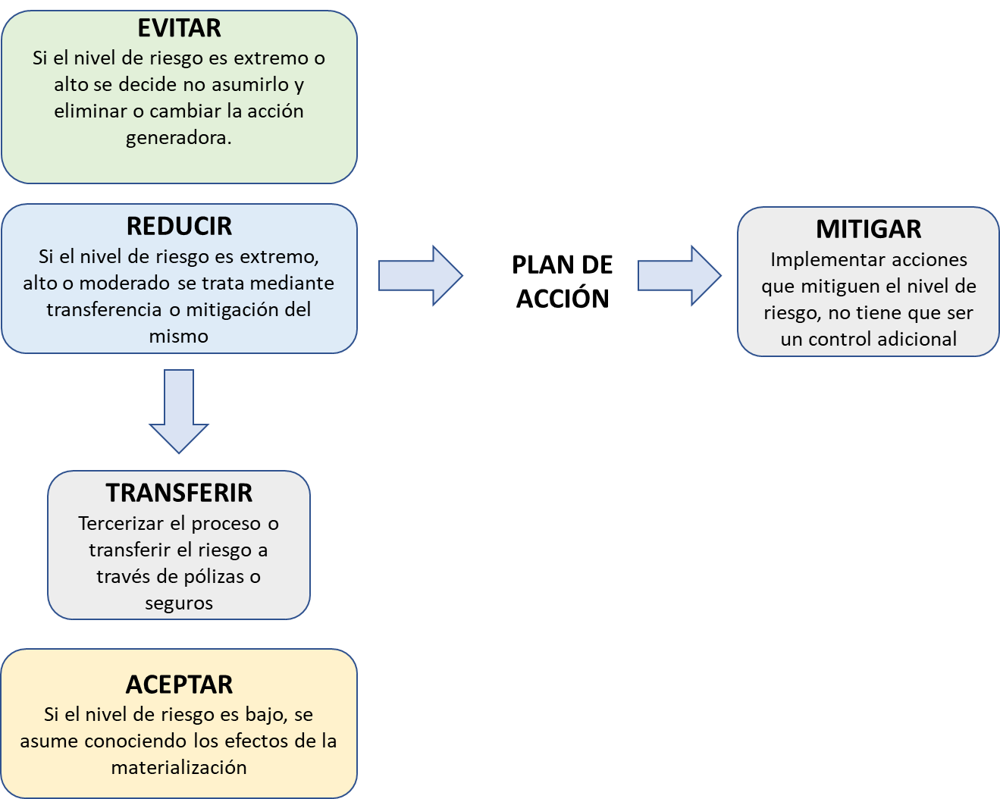 EVITAR
Si el nivel de riesgo es extremo o
alto se decide no asumirlo y
eliminar o cambiar la acción
generadora.
REDUCIR
Si el nivel de riesgo es extremo,
alto o moderado se trata mediante
transferencia o mitigación del
mismo
PLAN DE
ACCIÓN
MITIGAR
Implementar acciones
que mitiguen el nivel de
riesgo, no tiene que ser
un control adicional
TRANSFERIR
Tercerizar el proceso o
transferir el riesgo a
través de pólizas o
seguros
ACEPTAR
Si el nivel de riesgo es bajo, se
asume conociendo los efectos de la
materialización